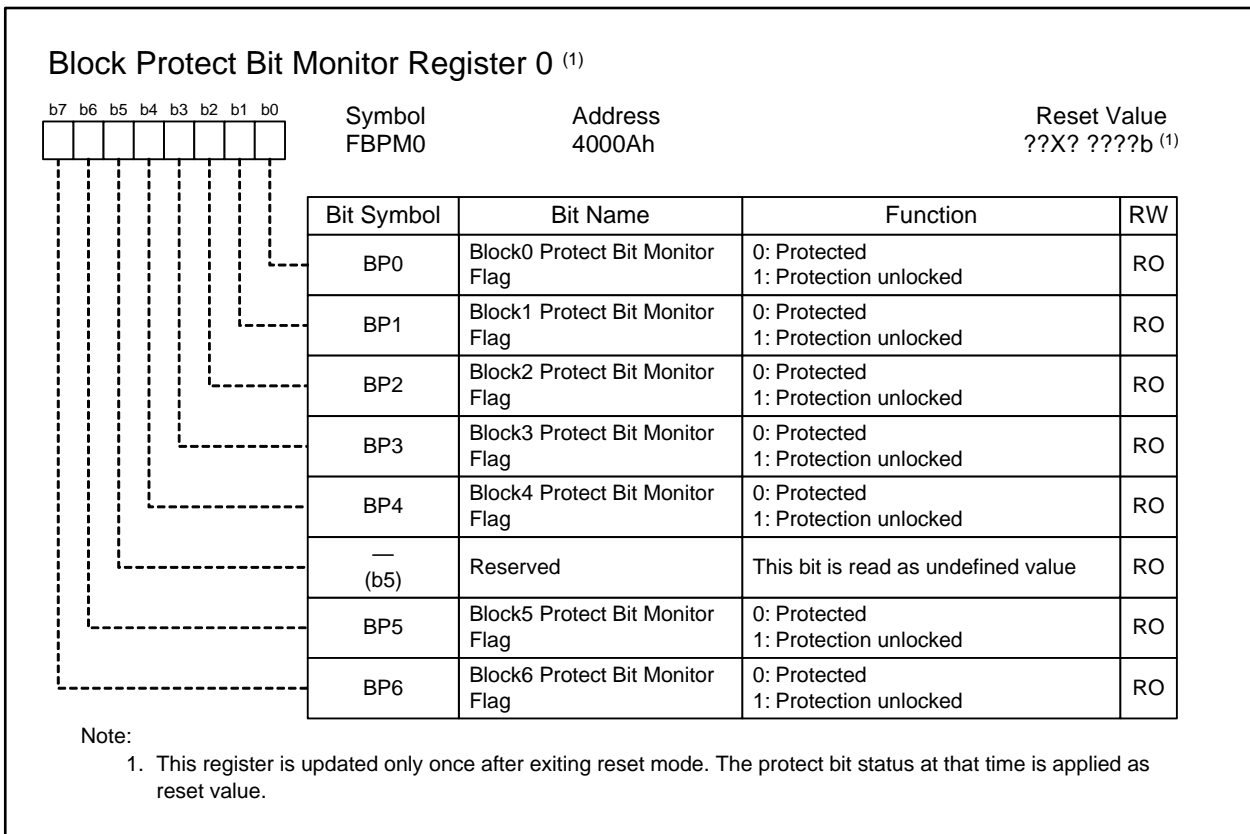 Block Protect Bit Monitor Register 0 (1)
b7 b6 b5 b4 b3 b2 b1 b0
Symbol Address Reset Value
FBPM0 4000Ah ??X? ????b (1)
Bit Symbol Bit Name Function RW
BP0 Block0 Protect Bit Monitor Flag 0: Protected 1: Protection unlocked RO
BP1 Block1 Protect Bit Monitor Flag 0: Protected 1: Protection unlocked RO
BP2 Block2 Protect Bit Monitor Flag 0: Protected 1: Protection unlocked RO
BP3 Block3 Protect Bit Monitor Flag 0: Protected 1: Protection unlocked RO
BP4 Block4 Protect Bit Monitor Flag 0: Protected 1: Protection unlocked RO
— (b5) Reserved This bit is read as undefined value RO
BP5 Block5 Protect Bit Monitor Flag 0: Protected 1: Protection unlocked RO
BP6 Block6 Protect Bit Monitor Flag 0: Protected 1: Protection unlocked RO
Note:
1. This register is updated only once after exiting reset mode. The protect bit status at that time is applied as
reset value.